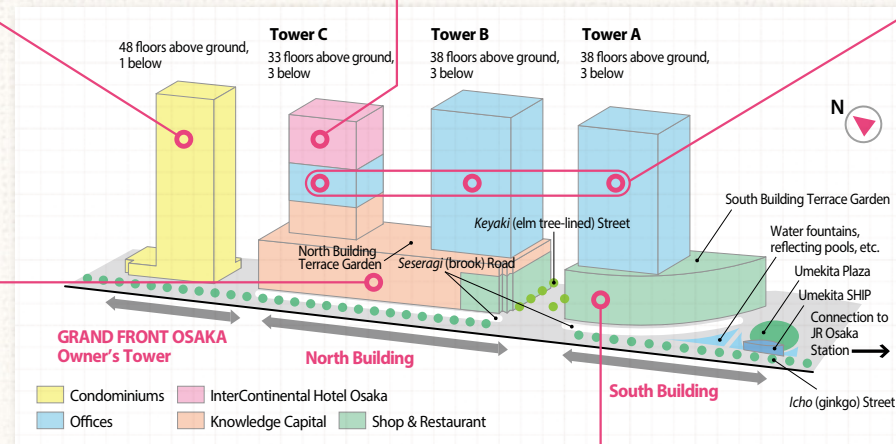 48 floors above ground,
1 below
Tower C
33 floors above ground,
3 below
Tower B
38 floors above ground,
3 below
Tower A
38 floors above ground,
3 below
N
South Building Terrace Garden
Keyaki (elm tree-lined) Street
Water fountains,
reflecting pools, etc.
North Building
Terrace Garden
Seseragi (brook) Road
Umekita Plaza
Umekita SHIP
Connection to
JR Osaka
Station
GRAND FRONT OSAKA
Owner's Tower
North Building
South Building
Icho (ginkgo) Street
Condominiums
InterContinental Hotel Osaka
Offices
Knowledge Capital
Shop & Restaurant